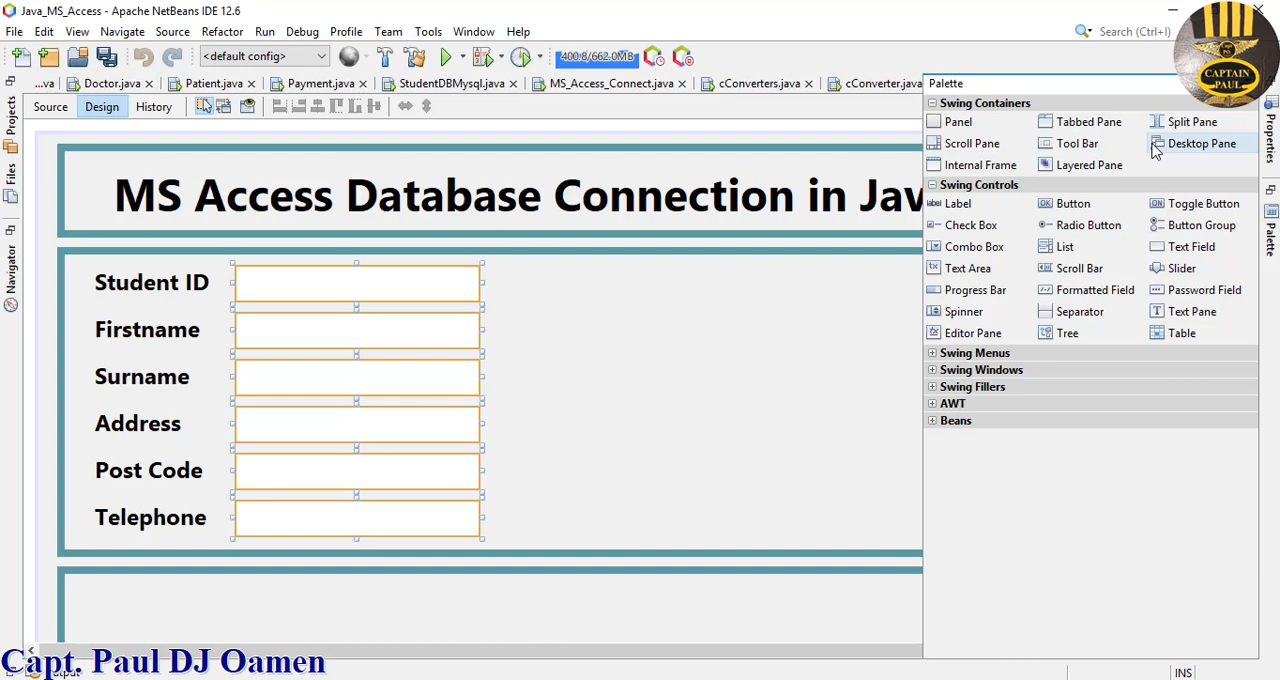 Java_MS_Access - Apache NetBeans IDE 12.6
File Edit View Navigate Source Refactor Run Debug Profile Team Tools Window Help
Search (Ctrl+I)
<default config>
400.8/662.0MB
CAPTAIN
PAUL
...va Doctor.java Patient.java Payment.java StudentDBMysql.java MS_Access_Connect.java cConverters.java cConverter.java
Source Design History
Projects
Files
Navigator
MS Access Database Connection in Jav
Student ID
Firstname
Surname
Address
Post Code
Telephone
Palette
Swing Containers
Panel Tabbed Pane Split Pane
Scroll Pane Tool Bar Desktop Pane
Internal Frame Layered Pane
Swing Controls
Label Button Toggle Button
Check Box Radio Button Button Group
Combo Box List Text Field
Text Area Scroll Bar Slider
Progress Bar Formatted Field Password Field
Spinner Separator Text Pane
Editor Pane Tree Table
Swing Menus
Swing Windows
Swing Fillers
AWT
Beans
Properties
Palette
Capt. Paul DJ Oamen
INS